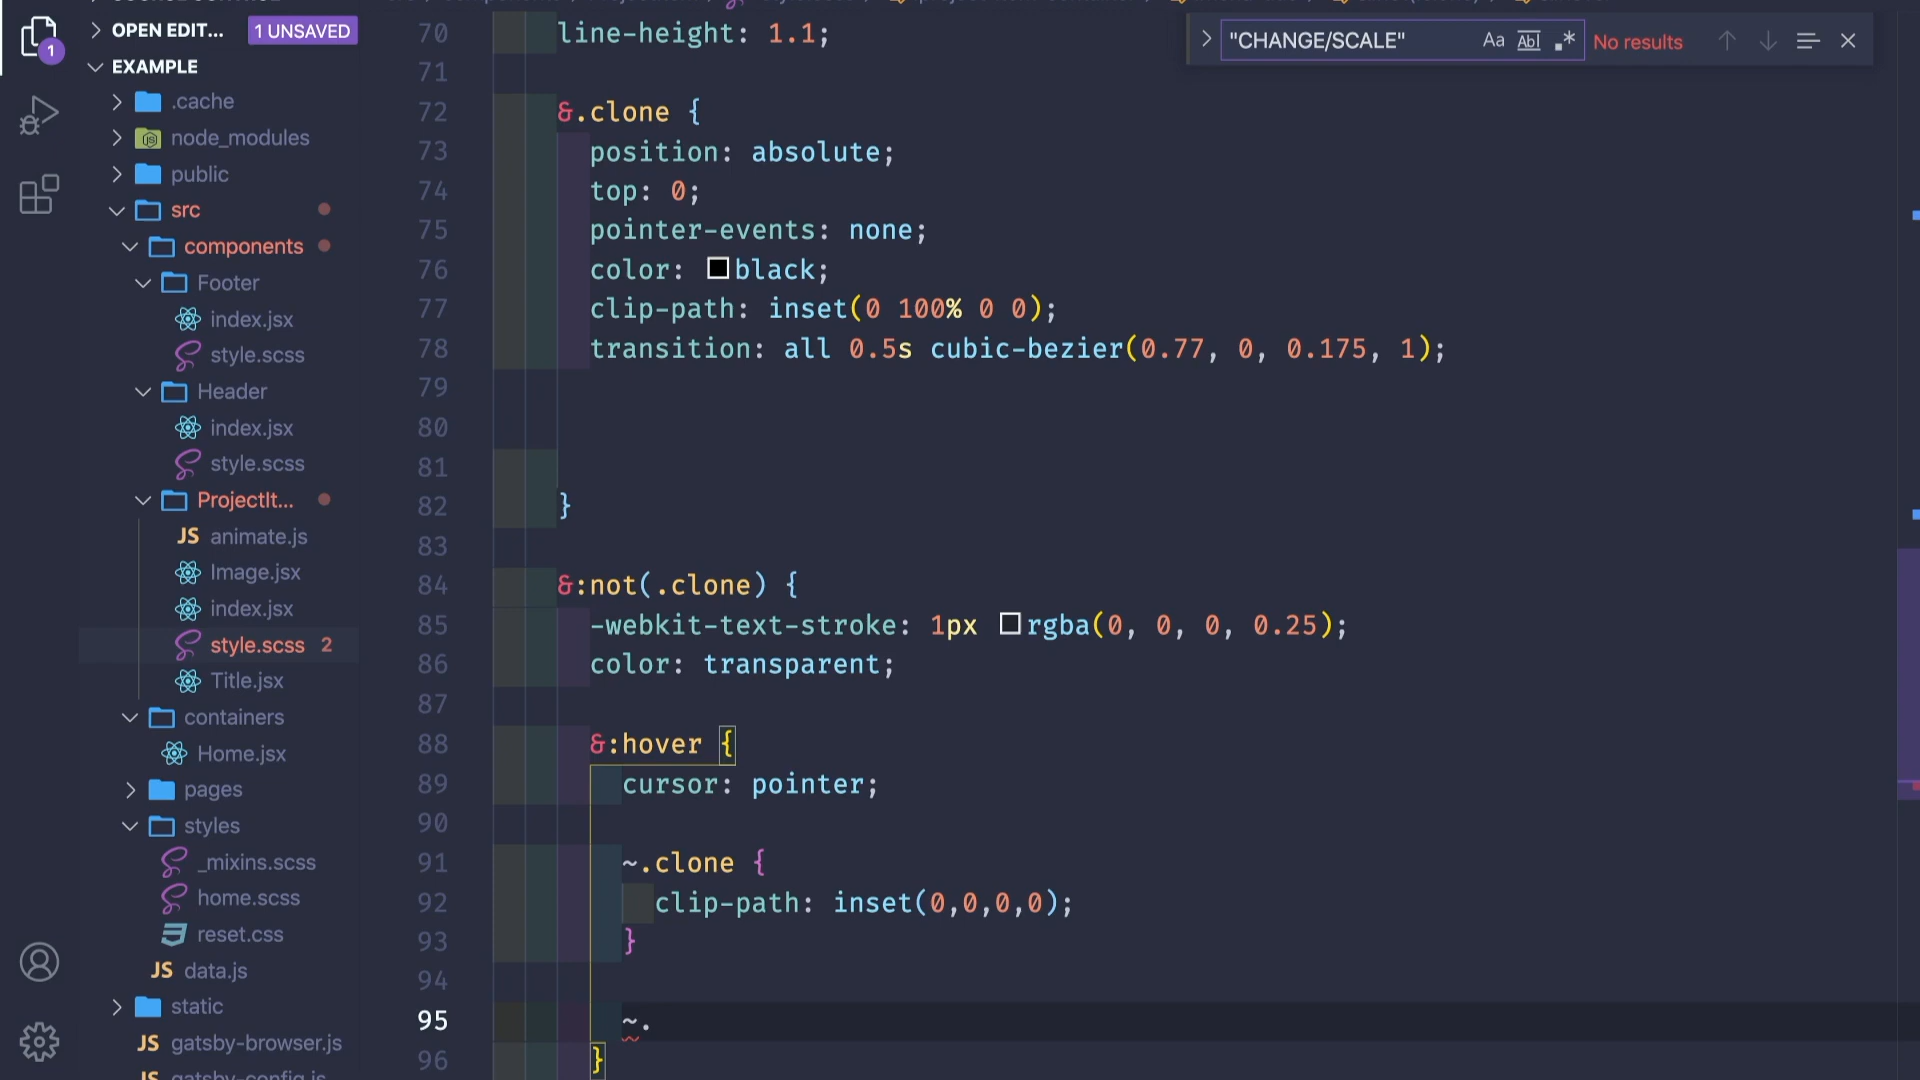 OPEN EDIT... 1 UNSAVED
EXAMPLE
.cache
node_modules
public
src
components
Footer
index.jsx
style.scss
Header
index.jsx
style.scss
ProjectIt...
animate.js
Image.jsx
index.jsx
style.scss 2
Title.jsx
containers
Home.jsx
pages
styles
_mixins.scss
home.scss
reset.css
data.js
static
gatsby-browser.js
gatsby-config.js
1
"CHANGE/SCALE" Aa Abl .* No results
70 line-height: 1.1;
71
72 &.clone {
73 position: absolute;
74 top: 0;
75 pointer-events: none;
76 color: black;
77 clip-path: inset(0 100% 0 0);
78 transition: all 0.5s cubic-bezier(0.77, 0, 0.175, 1);
79
80
81
82 }
83
84 &:not(.clone) {
85 -webkit-text-stroke: 1px rgba(0, 0, 0, 0.25);
86 color: transparent;
87
88 &:hover {
89 cursor: pointer;
90
91 ~.clone {
92 clip-path: inset(0,0,0,0);
93 }
94
95 ~.
96 }